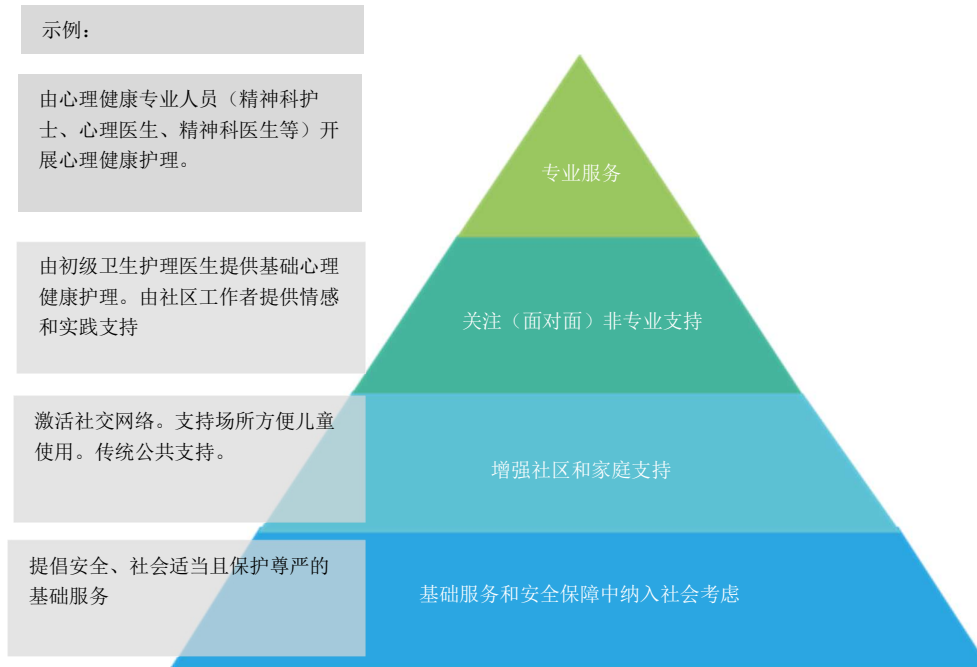 示例：
由心理健康专业人员（精神科护
士、心理医生、精神科医生等）开
展心理健康护理。
专业服务
由初级卫生护理医生提供基础心理
健康护理。由社区工作者提供情感
和实践支持
关注（面对面）非专业支持
激活社交网络。支持场所方便儿童
使用。传统公共支持。
增强社区和家庭支持
提倡安全、社会适当且保护尊严的
基础服务
基础服务和安全保障中纳入社会考虑